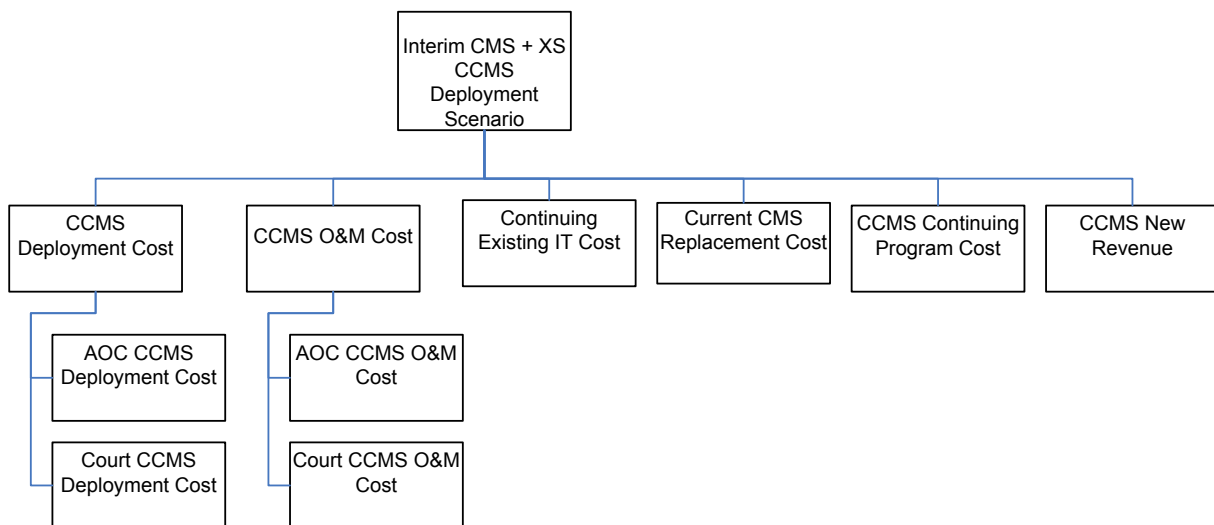 Interim CMS + XS
CCMS
Deployment
Scenario
CCMS
Deployment Cost
CCMS O&M Cost
Continuing
Existing IT Cost
Current CMS
Replacement Cost
CCMS Continuing
Program Cost
CCMS New
Revenue
AOC CCMS
Deployment Cost
AOC CCMS O&M
Cost
Court CCMS
Deployment Cost
Court CCMS O&M
Cost